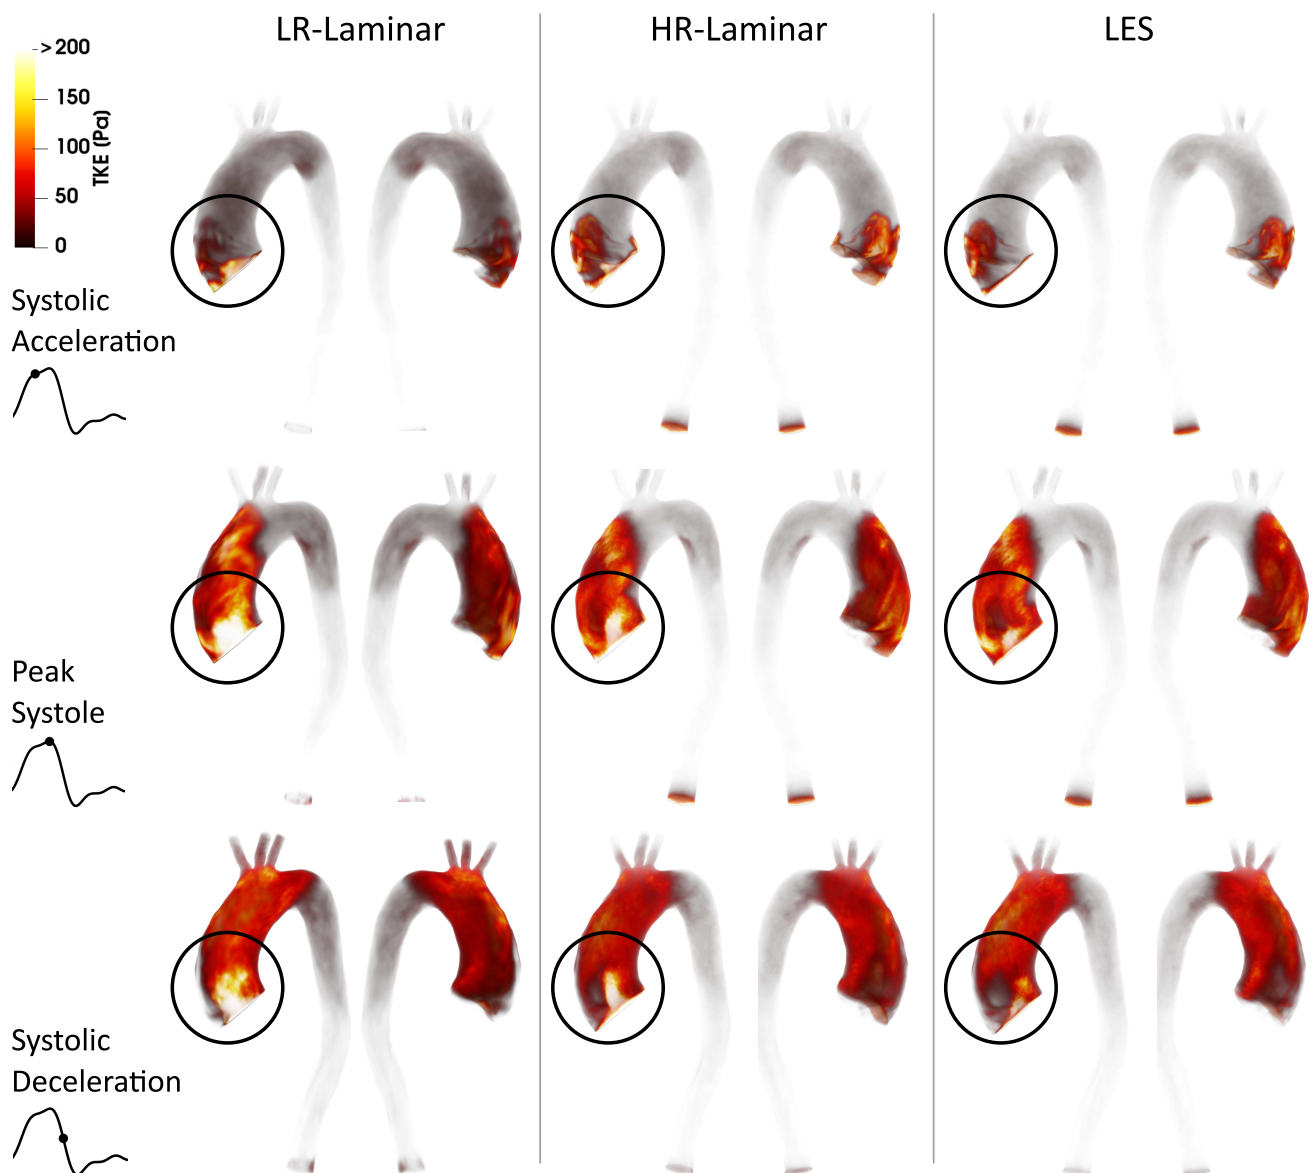 LR-Laminar
HR-Laminar
LES
> 200
150
100
50
0
TKE (Pa)
Systolic
Acceleration
Peak
Systole
Systolic
Deceleration